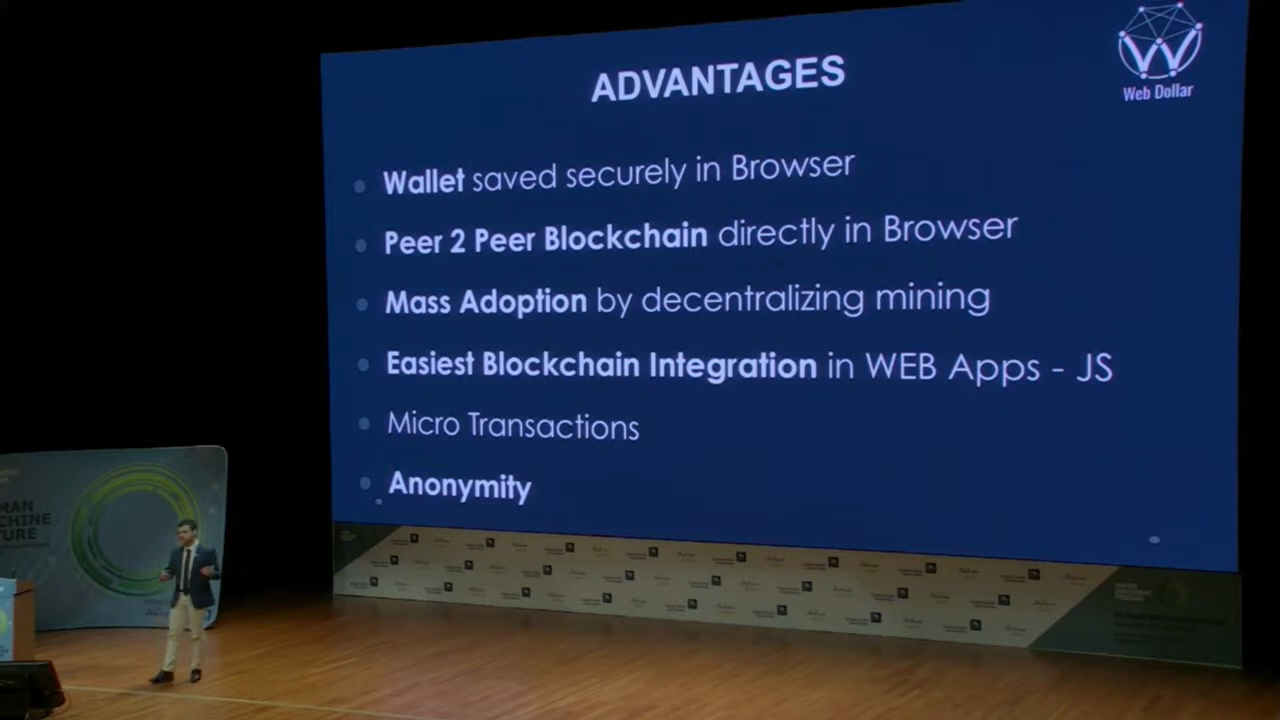 ADVANTAGES
Web Dollar
Wallet saved securely in Browser
Peer 2 Peer Blockchain directly in Browser
Mass Adoption by decentralizing mining
Easiest Blockchain Integration in WEB Apps - JS
Micro Transactions
Anonymity
MAN
CHINE
TURE